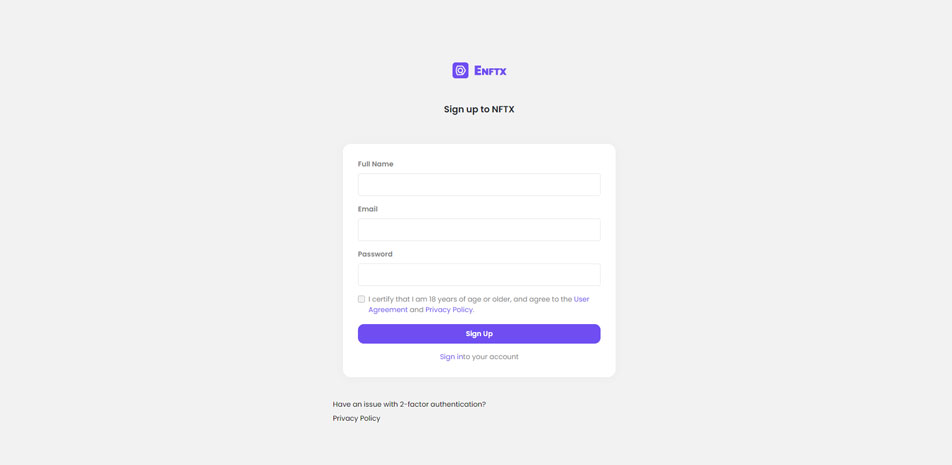 ENFTX
Sign up to NFTX
Full Name
Email
Password
I certify that I am 18 years of age or older, and agree to the User
Agreement and Privacy Policy.
Sign Up
Sign into your account
Have an issue with 2-factor authentication?
Privacy Policy